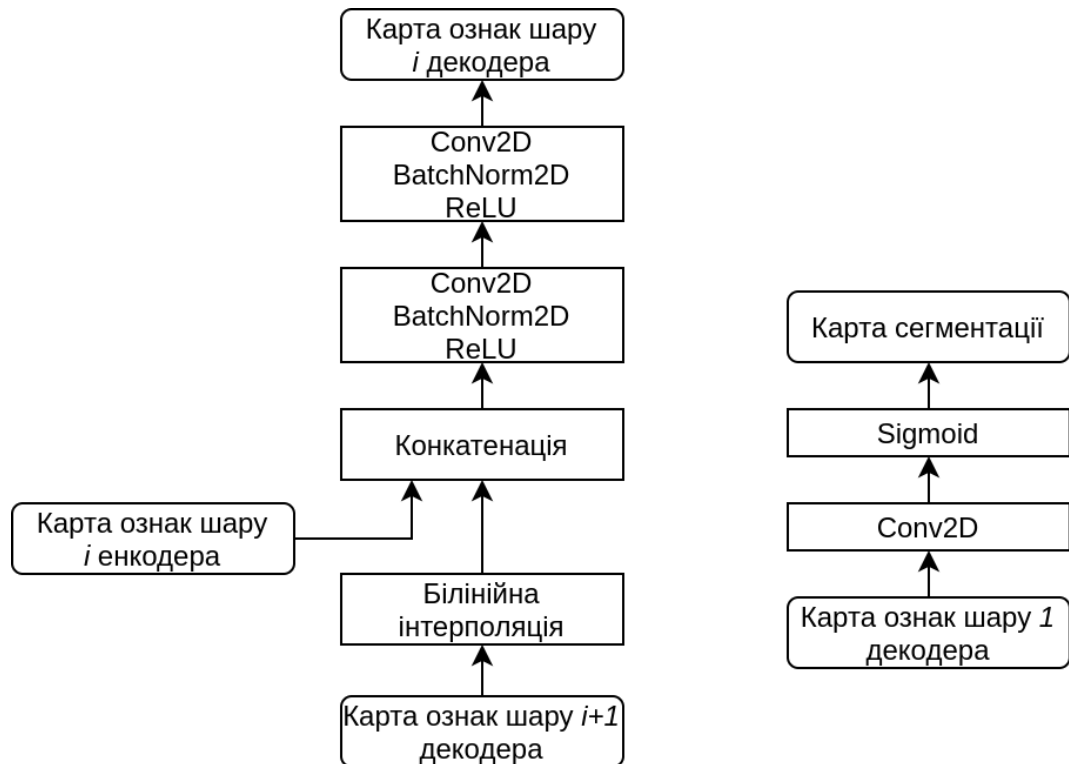 Карта ознак шару
i декодера
Conv2D
BatchNorm2D
ReLU
Conv2D
BatchNorm2D
ReLU
Конкатенація
Карта ознак шару
i енкодера
Білінійна
інтерполяція
Карта ознак шару i+1
декодера
Карта сегментації
Sigmoid
Conv2D
Карта ознак шару 1
декодера